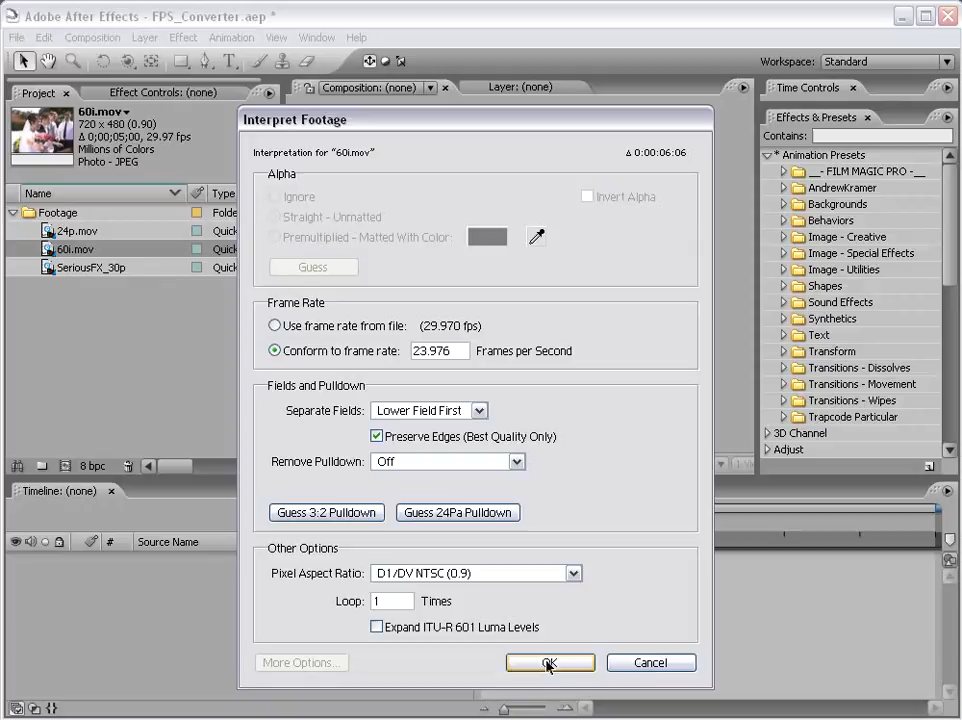 Adobe After Effects - FPS_Converter.aep *
File Edit Composition Layer Effect Animation View Window Help
Workspace: Standard
Project Effect Controls: (none) Composition: (none) Layer: (none) Time Controls
60i.mov
720 x 480 (0.90)
Δ 0;00;05;00, 29.97 fps
Millions of Colors
Photo - JPEG
Name Type
Footage Folde
24p.mov Quick
60i.mov Quick
SeriousFX_30p Quick
8 bpc
Interpret Footage
Interpretation for "60i.mov" Δ 0:00:06:06
Alpha
Ignore Invert Alpha
Straight - Unmatted
Premultiplied - Matted With Color:
Guess
Frame Rate
Use frame rate from file: (29.970 fps)
Conform to frame rate: 23.976 Frames per Second
Fields and Pulldown
Separate Fields: Lower Field First
Preserve Edges (Best Quality Only)
Remove Pulldown: Off
Guess 3:2 Pulldown Guess 24Pa Pulldown
Other Options
Pixel Aspect Ratio: D1/DV NTSC (0.9)
Loop: 1 Times
Expand ITU-R 601 Luma Levels
More Options... OK Cancel
Effects & Presets
Contains:
* Animation Presets
__- FILM MAGIC PRO -__
AndrewKramer
Backgrounds
Behaviors
Image - Creative
Image - Special Effects
Image - Utilities
Shapes
Sound Effects
Synthetics
Text
Transform
Transitions - Dissolves
Transitions - Movement
Transitions - Wipes
Trapcode Particular
3D Channel
Adjust
Timeline: (none)
# Source Name